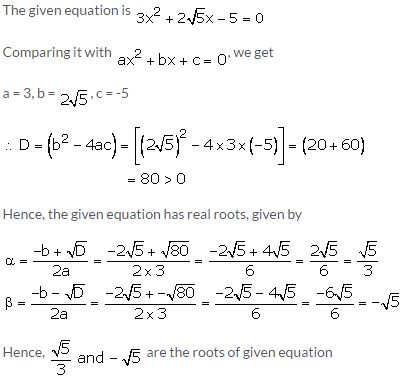 The given equation is 3x² + 2√5x - 5 = 0
Comparing it with ax² + bx + c = 0, we get
a = 3, b = 2√5, c = -5
∴ D = (b² - 4ac) = [(2√5)² - 4 × 3 × (-5)] = (20 + 60)
= 80 > 0
Hence, the given equation has real roots, given by
α = (-b + √D)/(2a) = (-2√5 + √80)/(2 × 3) = (-2√5 + 4√5)/6 = (2√5)/6 = √5/3
β = (-b - √D)/(2a) = (-2√5 + -√80)/(2 × 3) = (-2√5 - 4√5)/6 = (-6√5)/6 = -√5
Hence, √5/3 and -√5 are the roots of given equation